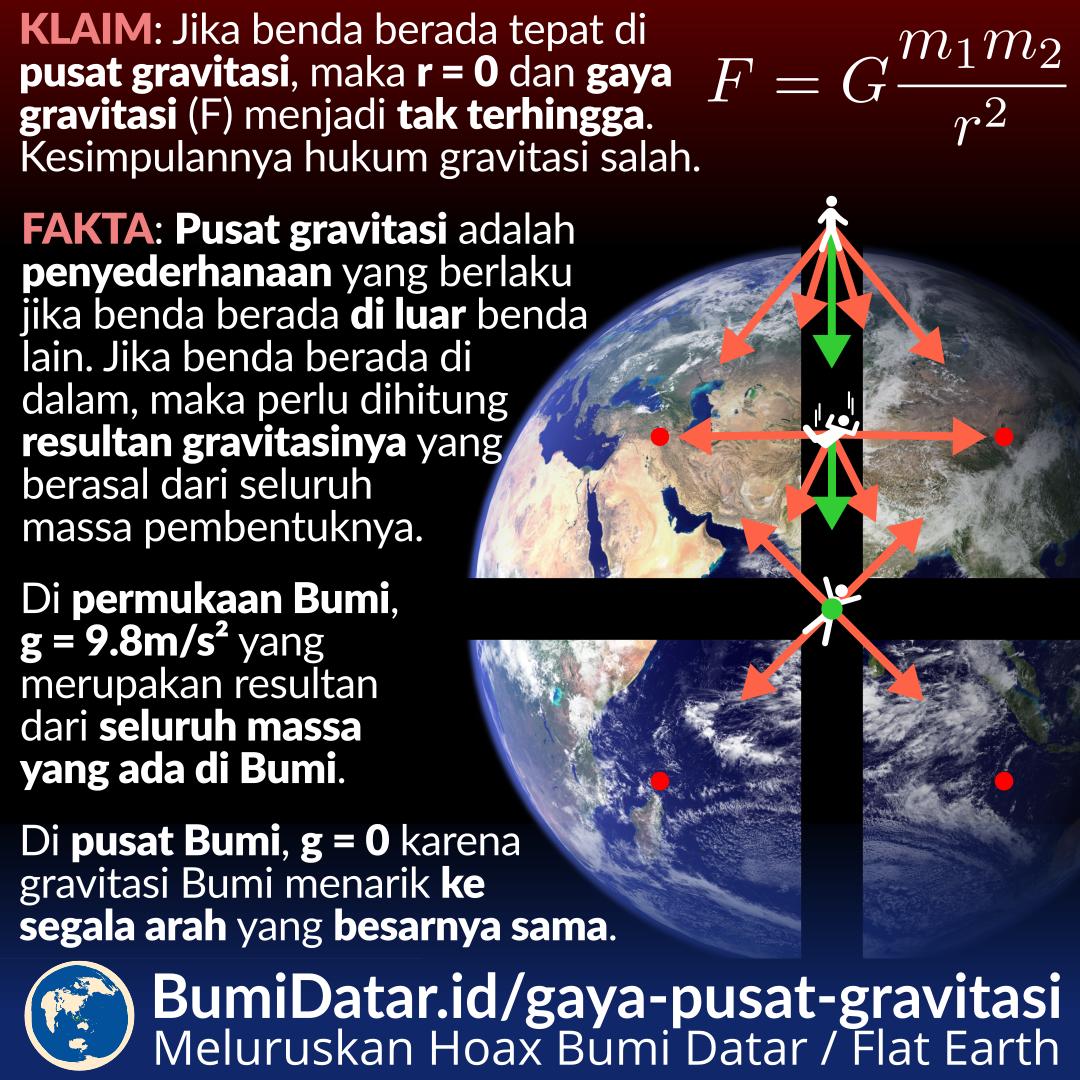 KLAIM: Jika benda berada tepat di
pusat gravitasi, maka r = 0 dan gaya
gravitasi (F) menjadi tak terhingga.
Kesimpulannya hukum gravitasi salah.
F = G m₁m₂ / r²
FAKTA: Pusat gravitasi adalah
penyederhanaan yang berlaku
jika benda berada di luar benda
lain. Jika benda berada di
dalam, maka perlu dihitung
resultan gravitasinya yang
berasal dari seluruh
massa pembentuknya.
Di permukaan Bumi,
g = 9.8m/s² yang
merupakan resultan
dari seluruh massa
yang ada di Bumi.
Di pusat Bumi, g = 0 karena
gravitasi Bumi menarik ke
segala arah yang besarnya sama.
BumiDatar.id/gaya-pusat-gravitasi
Meluruskan Hoax Bumi Datar / Flat Earth